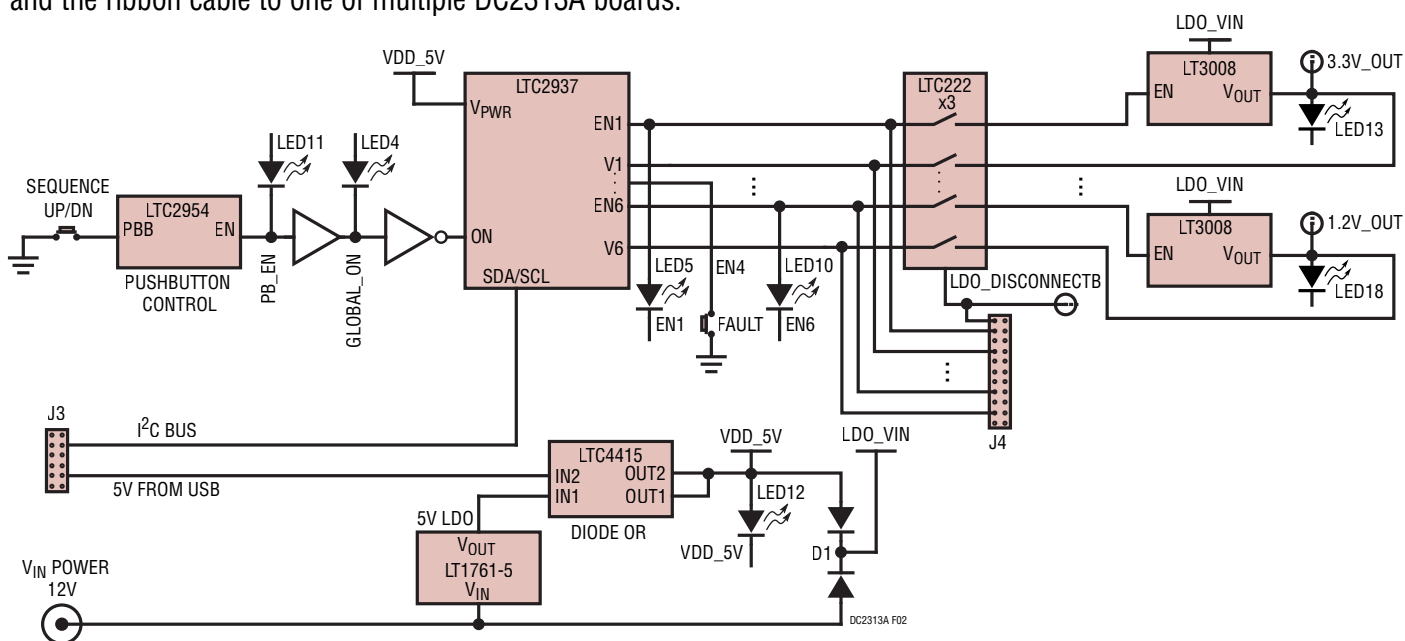 and the ribbon cable to one of multiple DC2313A boards.
LDO_VIN
VDD_5V
LTC2937
LTC222
x3
LT3008
3.3V_OUT
VPWR
EN
VOUT
LED11
LED4
EN1
LED13
SEQUENCE
UP/DN
V1
LDO_VIN
LTC2954
EN6
LT3008
1.2V_OUT
PBB
EN
ON
V6
EN
VOUT
PUSHBUTTON
CONTROL
SDA/SCL
LED5
EN4
LED10
LDO_DISCONNECTB
LED18
PB_EN
GLOBAL_ON
EN1
FAULT
EN6
J3
I2C BUS
LTC4415
VDD_5V
LDO_VIN
J4
IN2
OUT2
5V FROM USB
IN1
OUT1
LED12
5V LDO
DIODE OR
VOUT
VDD_5V
D1
VIN POWER
12V
LT1761-5
VIN
DC2313A F02